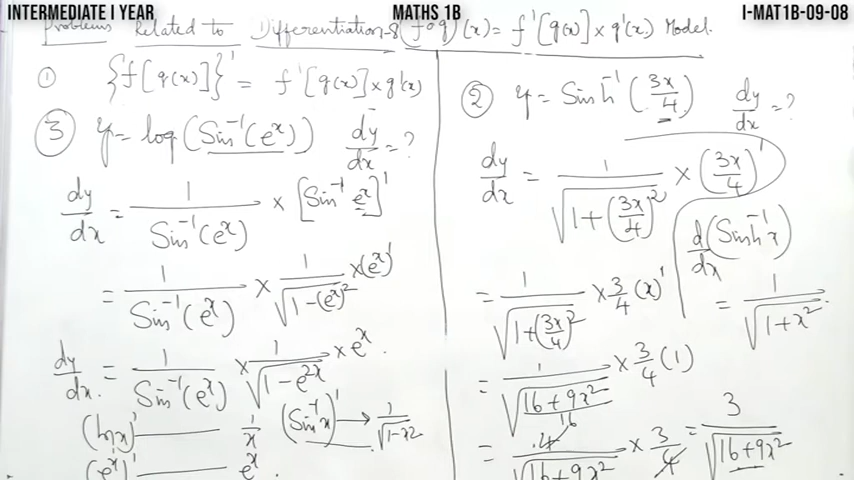 INTERMEDIATE I YEAR MATHS 1B I-MAT1B-09-08
Problems Related to Differentiation-8 (fog)'(x) = f'[g(x)] × g'(x) Model.
① {f[g(x)]}' = f'[g(x)] × g'(x)
③ y = log(Sin⁻¹(eˣ)) dy/dx = ?
dy/dx = 1/Sin⁻¹(eˣ) × [Sin⁻¹ eˣ]'
= 1/Sin⁻¹(eˣ) × 1/√(1-(eˣ)²) × (eˣ)'
dy/dx = 1/Sin⁻¹(eˣ) × 1/√(1-e²ˣ) × eˣ.
(ln x)' — 1/x (Sin⁻¹x)' → 1/√(1-x²)
(eˣ)' — eˣ.
② y = Sinh⁻¹(3x/4) dy/dx = ?
dy/dx = 1/√(1+(3x/4)²) × (3x/4)'
d/dx (Sinh⁻¹x)
= 1/√(1+x²).
= 1/√(1+(3x/4)²) × 3/4 (x)'
= 1/√((16+9x²)/16) × 3/4 (1)
= 4/√(16+9x²) × 3/4 = 3/√(16+9x²)